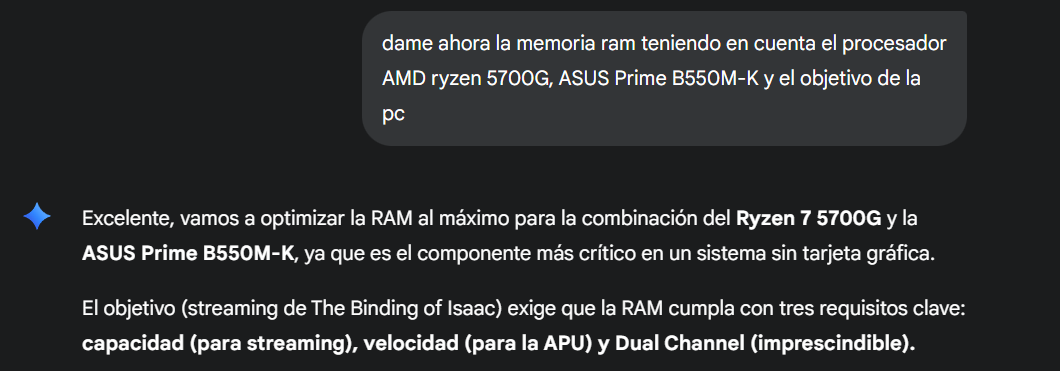 dame ahora la memoria ram teniendo en cuenta el procesador
AMD ryzen 5700G, ASUS Prime B550M-K y el objetivo de la
pc
Excelente, vamos a optimizar la RAM al máximo para la combinación del Ryzen 7 5700G y la
ASUS Prime B550M-K, ya que es el componente más crítico en un sistema sin tarjeta gráfica.
El objetivo (streaming de The Binding of Isaac) exige que la RAM cumpla con tres requisitos clave:
capacidad (para streaming), velocidad (para la APU) y Dual Channel (imprescindible).